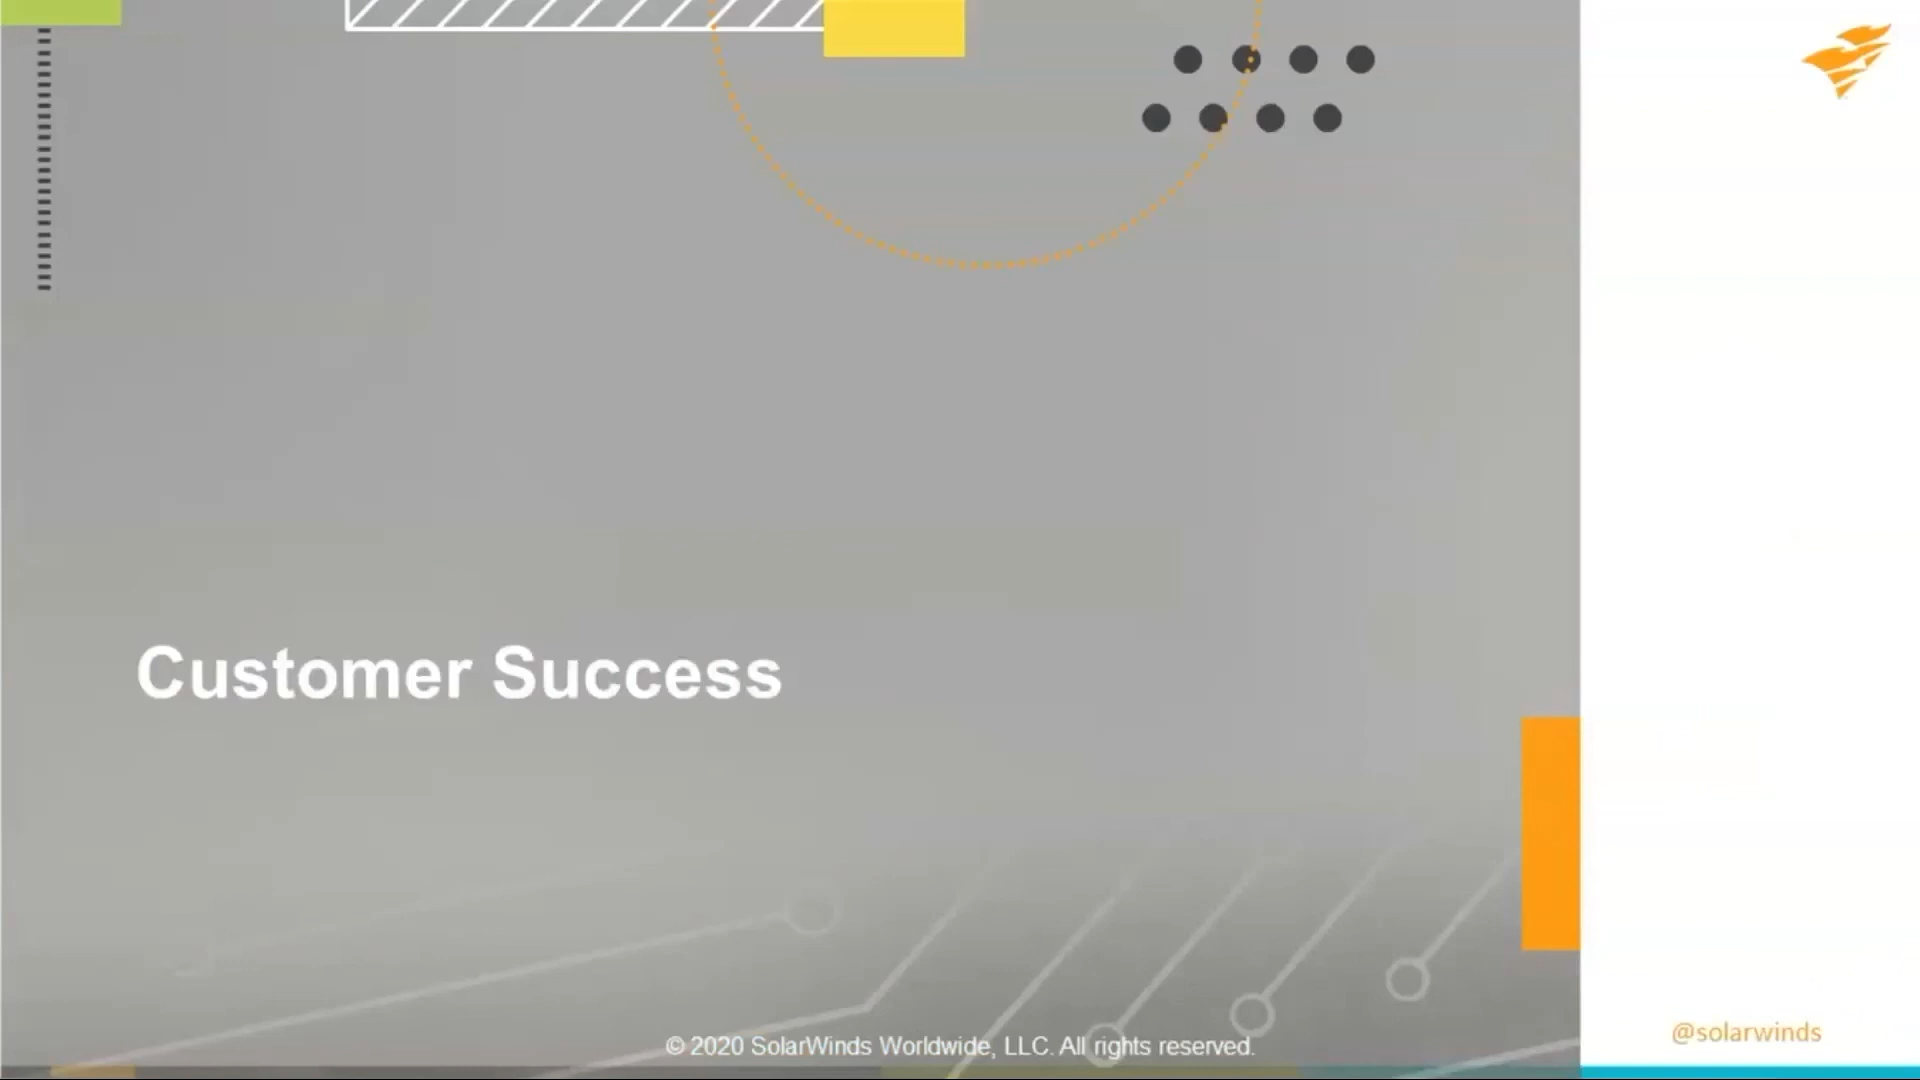 Customer Success
© 2020 SolarWinds Worldwide, LLC. All rights reserved.
@solarwinds